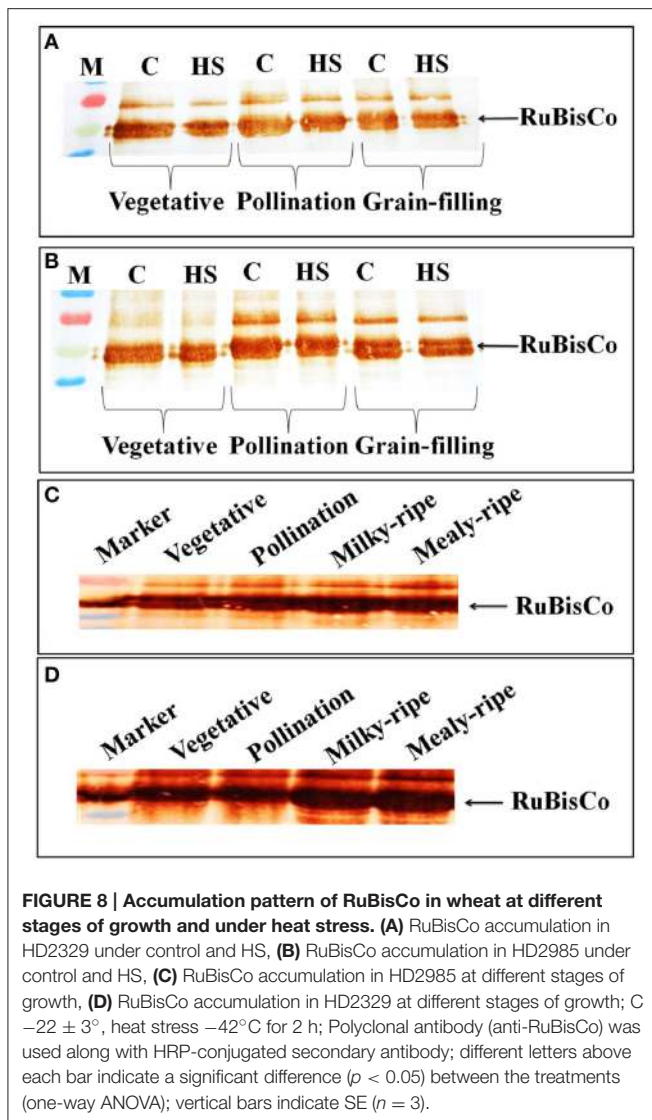 A
M C HS C HS C HS
RuBisCo
Vegetative Pollination Grain-filling
B
M C HS C HS C HS
RuBisCo
Vegetative Pollination Grain-filling
C
Marker Vegetative Pollination Milky-ripe Mealy-ripe
RuBisCo
D
Marker Vegetative Pollination Milky-ripe Mealy-ripe
RuBisCo
FIGURE 8 | Accumulation pattern of RuBisCo in wheat at different
stages of growth and under heat stress. (A) RuBisCo accumulation in
HD2329 under control and HS, (B) RuBisCo accumulation in HD2985 under
control and HS, (C) RuBisCo accumulation in HD2985 at different stages of
growth, (D) RuBisCo accumulation in HD2329 at different stages of growth; C
−22 ± 3°, heat stress −42°C for 2 h; Polyclonal antibody (anti-RuBisCo) was
used along with HRP-conjugated secondary antibody; different letters above
each bar indicate a significant difference (p < 0.05) between the treatments
(one-way ANOVA); vertical bars indicate SE (n = 3).